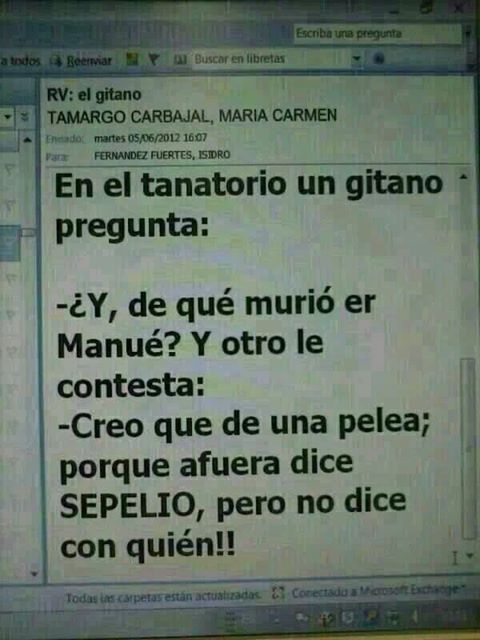 Escriba una pregunta
a todos Reenviar Buscar en libretas
RV: el gitano
TAMARGO CARBAJAL, MARIA CARMEN
Enviado: martes 05/06/2012 16:07
Para: FERNANDEZ FUERTES, ISIDRO
En el tanatorio un gitano
pregunta:
-¿Y, de qué murió er
Manué? Y otro le
contesta:
-Creo que de una pelea;
porque afuera dice
SEPELIO, pero no dice
con quién!!
Todas las carpetas están actualizadas. Conectado a Microsoft Exchange